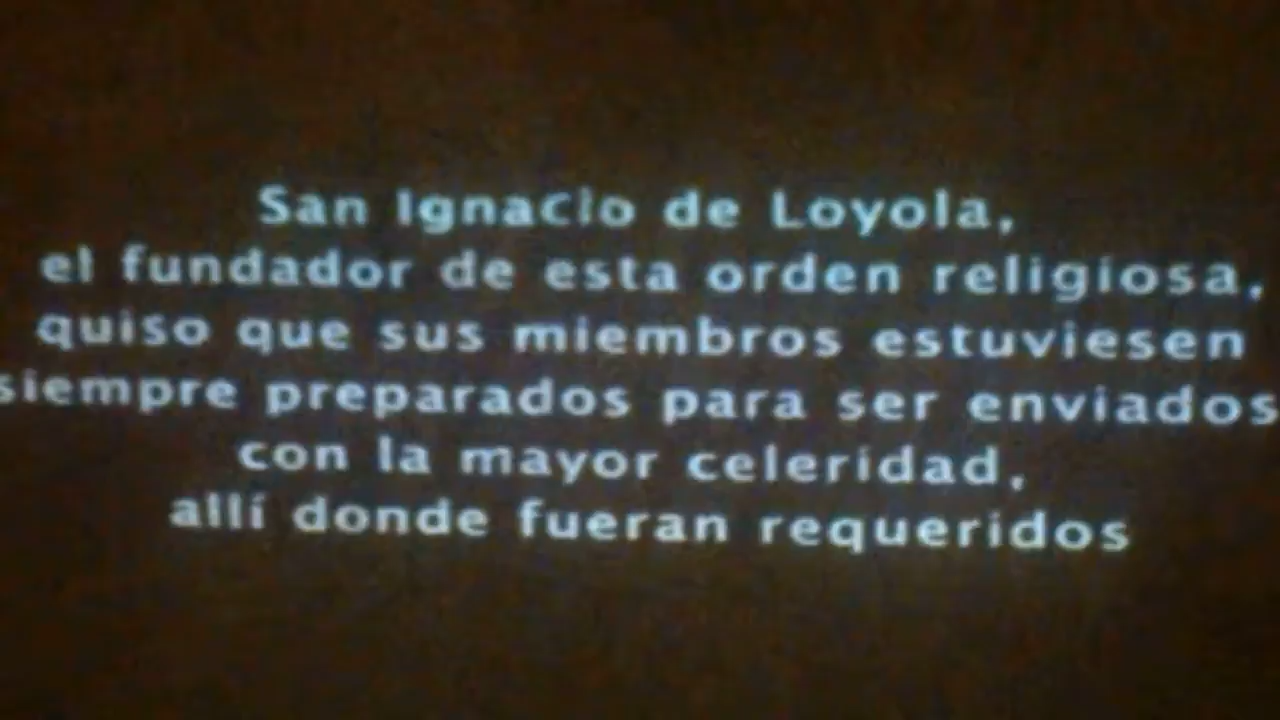 San Ignacio de Loyola,
el fundador de esta orden religiosa,
quiso que sus miembros estuviesen
siempre preparados para ser enviados
con la mayor celeridad,
allí donde fueran requeridos